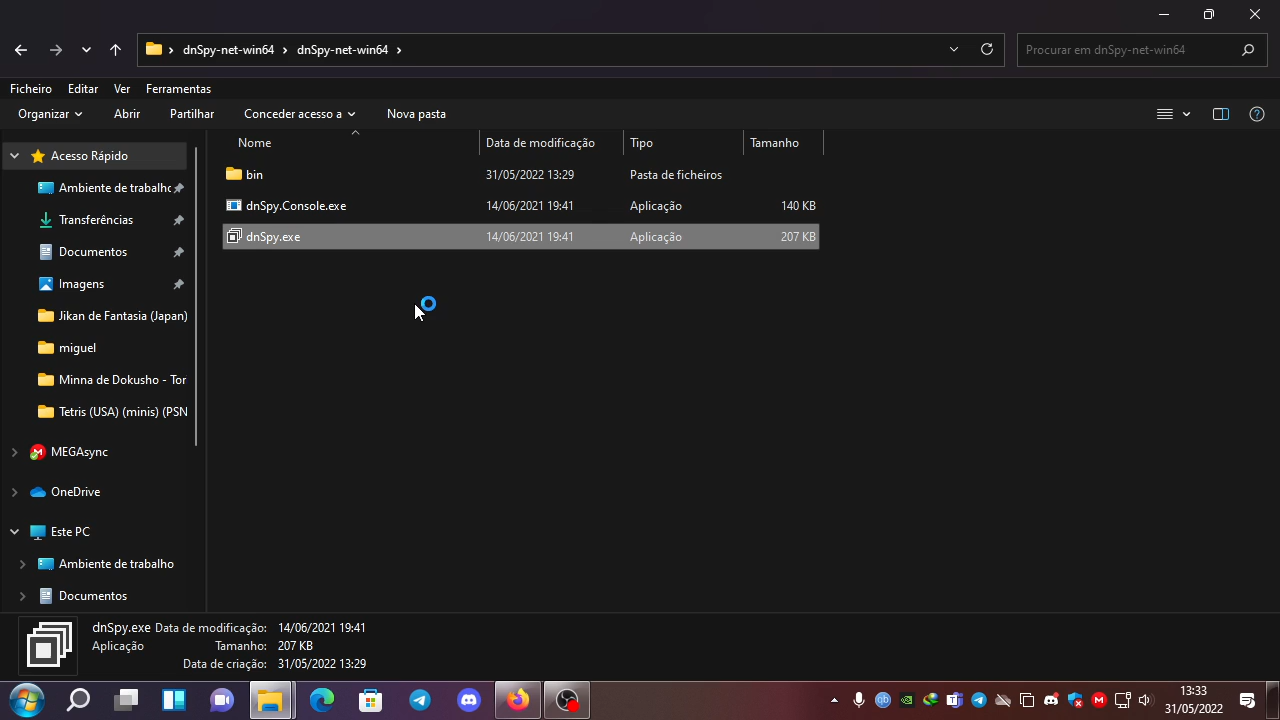 dnSpy-net-win64 > dnSpy-net-win64 >
Procurar em dnSpy-net-win64
Ficheiro Editar Ver Ferramentas
Organizar Abrir Partilhar Conceder acesso a Nova pasta
Nome Data de modificação Tipo Tamanho
Acesso Rápido
Ambiente de trabalho
Transferências
Documentos
Imagens
Jikan de Fantasia (Japan)
miguel
Minna de Dokusho - Tor
Tetris (USA) (minis) (PSN
MEGAsync
OneDrive
Este PC
Ambiente de trabalho
Documentos
bin 31/05/2022 13:29 Pasta de ficheiros
dnSpy.Console.exe 14/06/2021 19:41 Aplicação 140 KB
dnSpy.exe 14/06/2021 19:41 Aplicação 207 KB
dnSpy.exe Data de modificação: 14/06/2021 19:41
Aplicação Tamanho: 207 KB
Data de criação: 31/05/2022 13:29
13:33
31/05/2022